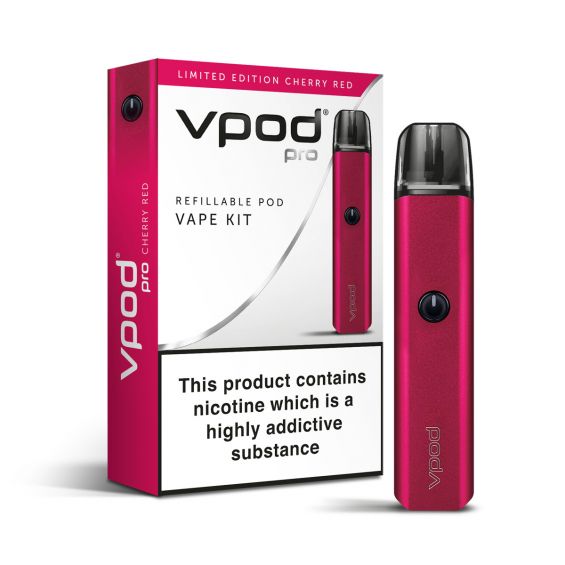 LIMITED EDITION CHERRY RED
vpod®
pro
REFILLABLE POD
VAPE KIT
vpod
This product contains
nicotine which is a
highly addictive
substance
vpod® pro CHERRY RED
vpod